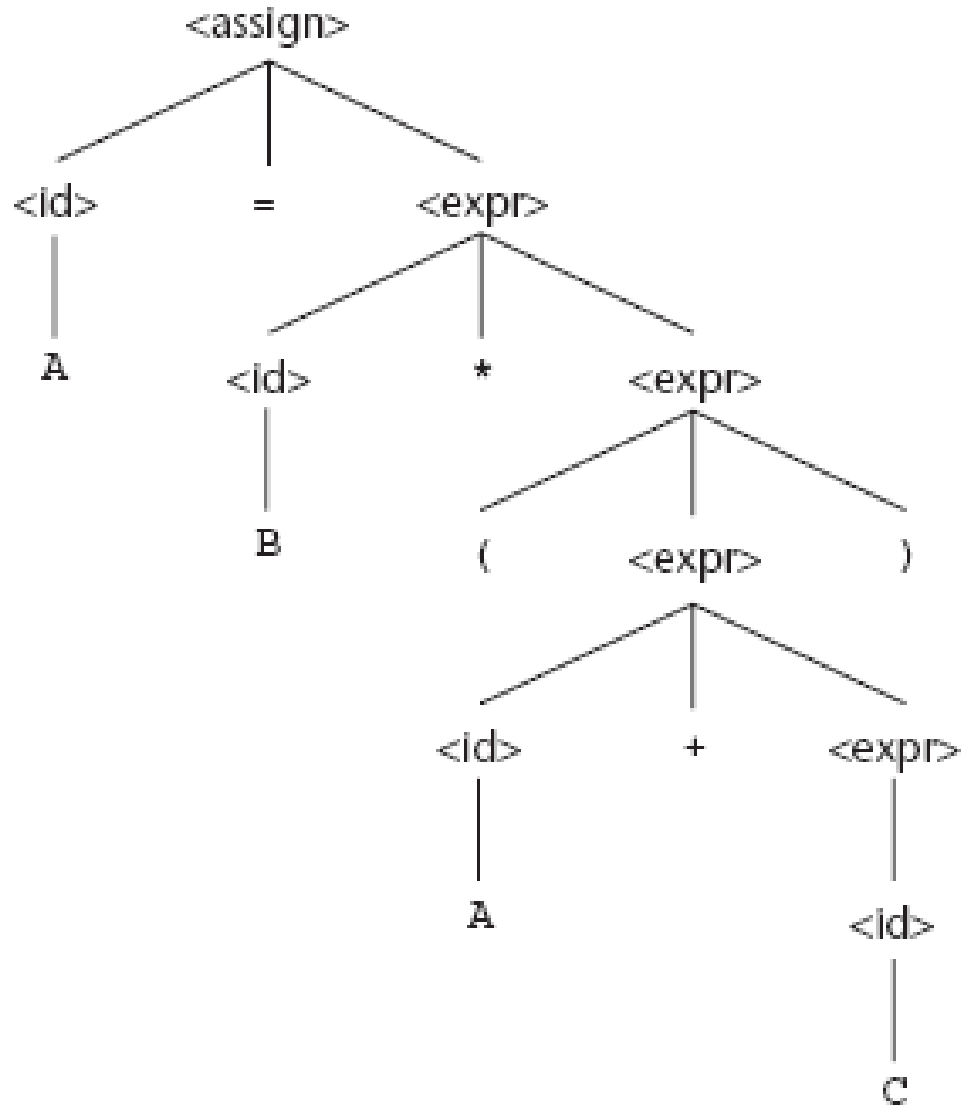 <assign>
<id> = <expr>
A <id> * <expr>
B ( <expr> )
<id> + <expr>
A <id>
C